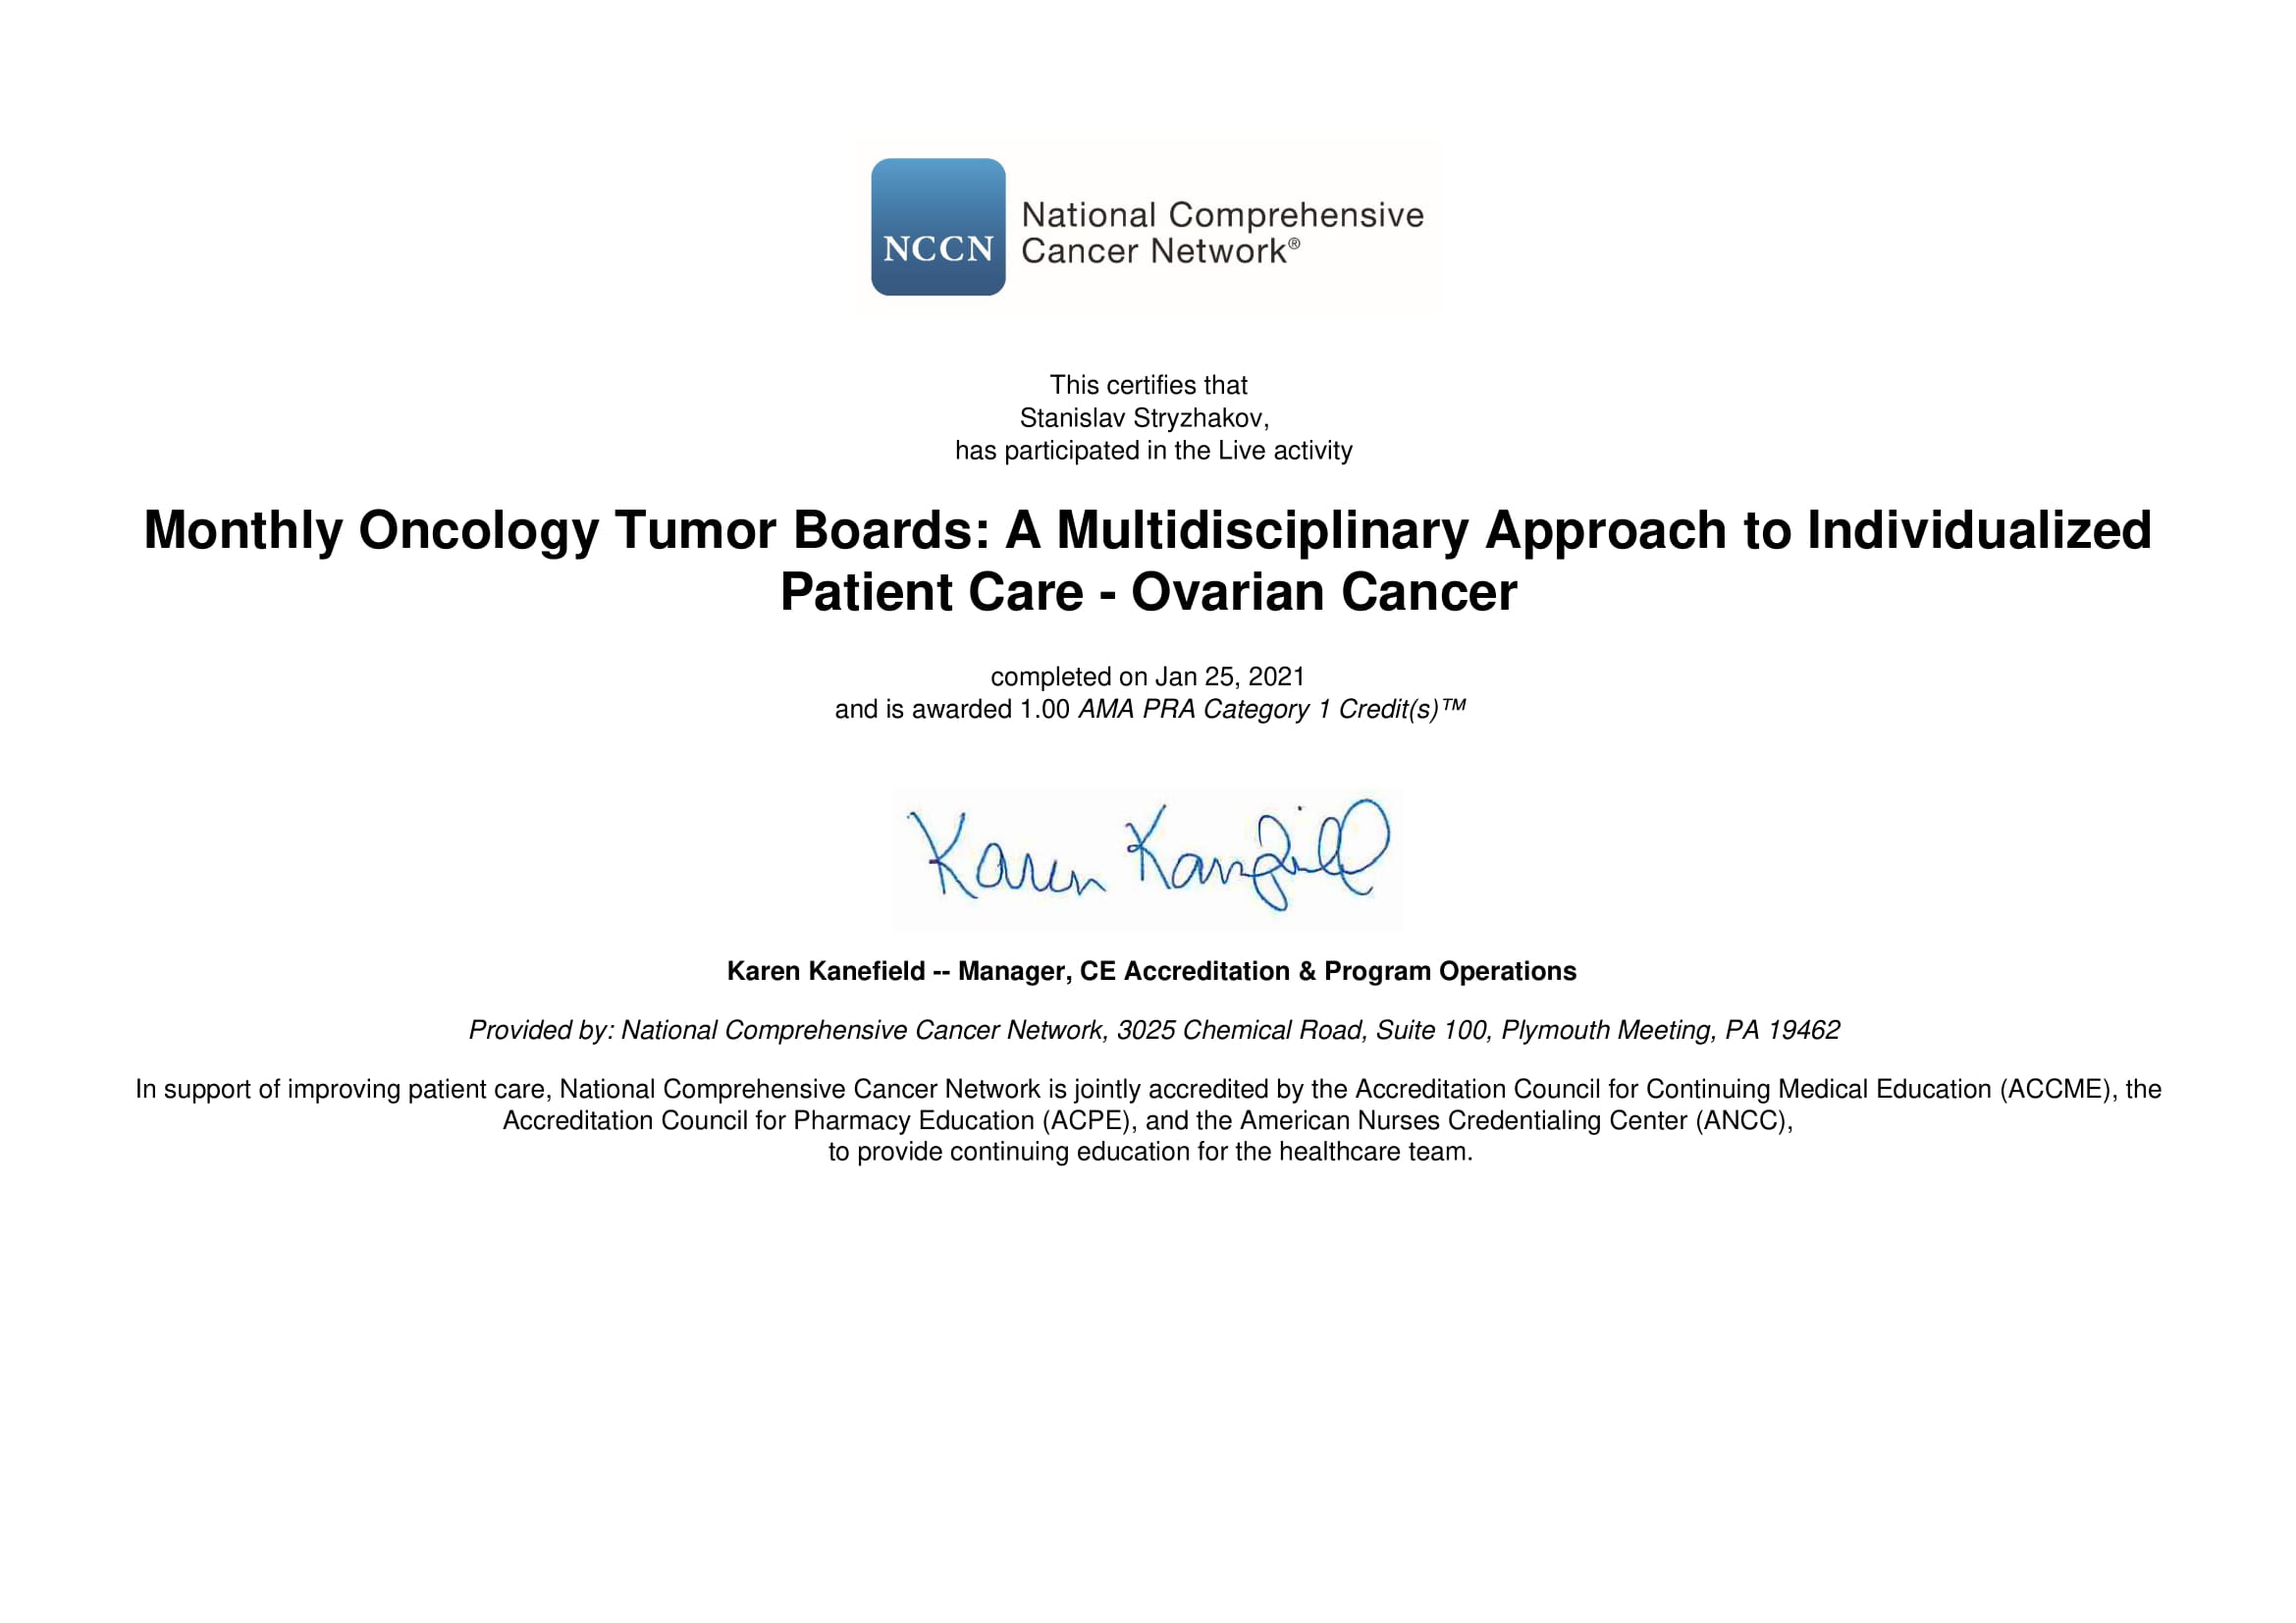 NCCN
National Comprehensive
Cancer Network®
This certifies that
Stanislav Stryzhakov,
has participated in the Live activity
Monthly Oncology Tumor Boards: A Multidisciplinary Approach to Individualized
Patient Care - Ovarian Cancer
completed on Jan 25, 2021
and is awarded 1.00 AMA PRA Category 1 Credit(s)™
Karen Kanefield
Karen Kanefield -- Manager, CE Accreditation & Program Operations
Provided by: National Comprehensive Cancer Network, 3025 Chemical Road, Suite 100, Plymouth Meeting, PA 19462
In support of improving patient care, National Comprehensive Cancer Network is jointly accredited by the Accreditation Council for Continuing Medical Education (ACCME), the
Accreditation Council for Pharmacy Education (ACPE), and the American Nurses Credentialing Center (ANCC),
to provide continuing education for the healthcare team.